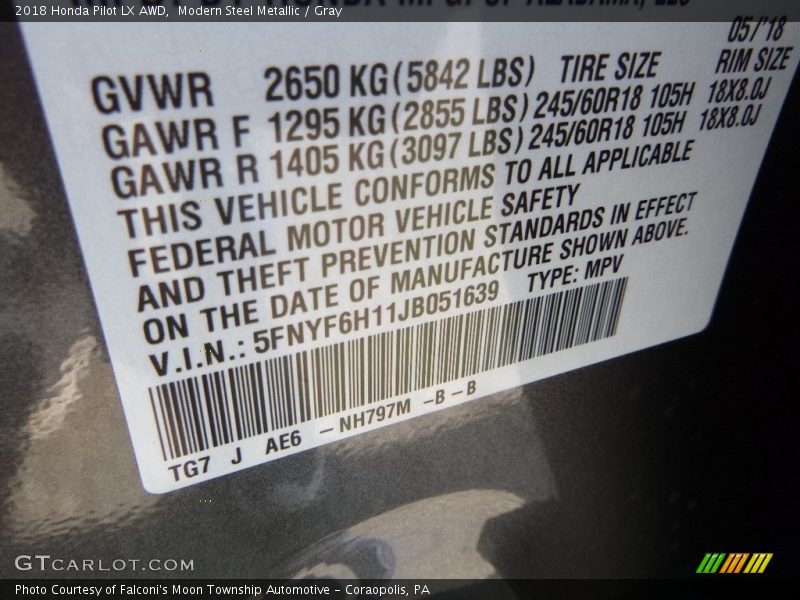 2018 Honda Pilot LX AWD, Modern Steel Metallic / Gray
05/'18
GVWR 2650 KG (5842 LBS) TIRE SIZE RIM SIZE
GAWR F 1295 KG (2855 LBS) 245/60R18 105H 18X8.0J
GAWR R 1405 KG (3097 LBS) 245/60R18 105H 18X8.0J
THIS VEHICLE CONFORMS TO ALL APPLICABLE
FEDERAL MOTOR VEHICLE SAFETY
AND THEFT PREVENTION STANDARDS IN EFFECT
ON THE DATE OF MANUFACTURE SHOWN ABOVE.
V.I.N.: 5FNYF6H11JB051639 TYPE: MPV
TG7 J AE6 – NH797M –B –B
GTCARLOT.COM
Photo Courtesy of Falconi's Moon Township Automotive – Coraopolis, PA